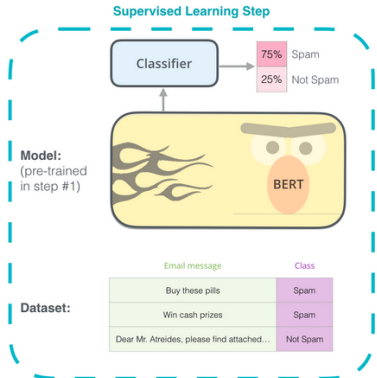 Supervised Learning Step
Classifier
75% Spam
25% Not Spam
Model:
(pre-trained
in step #1)
BERT
Email message Class
Dataset:
Buy these pills Spam
Win cash prizes Spam
Dear Mr. Atreides, please find attached... Not Spam